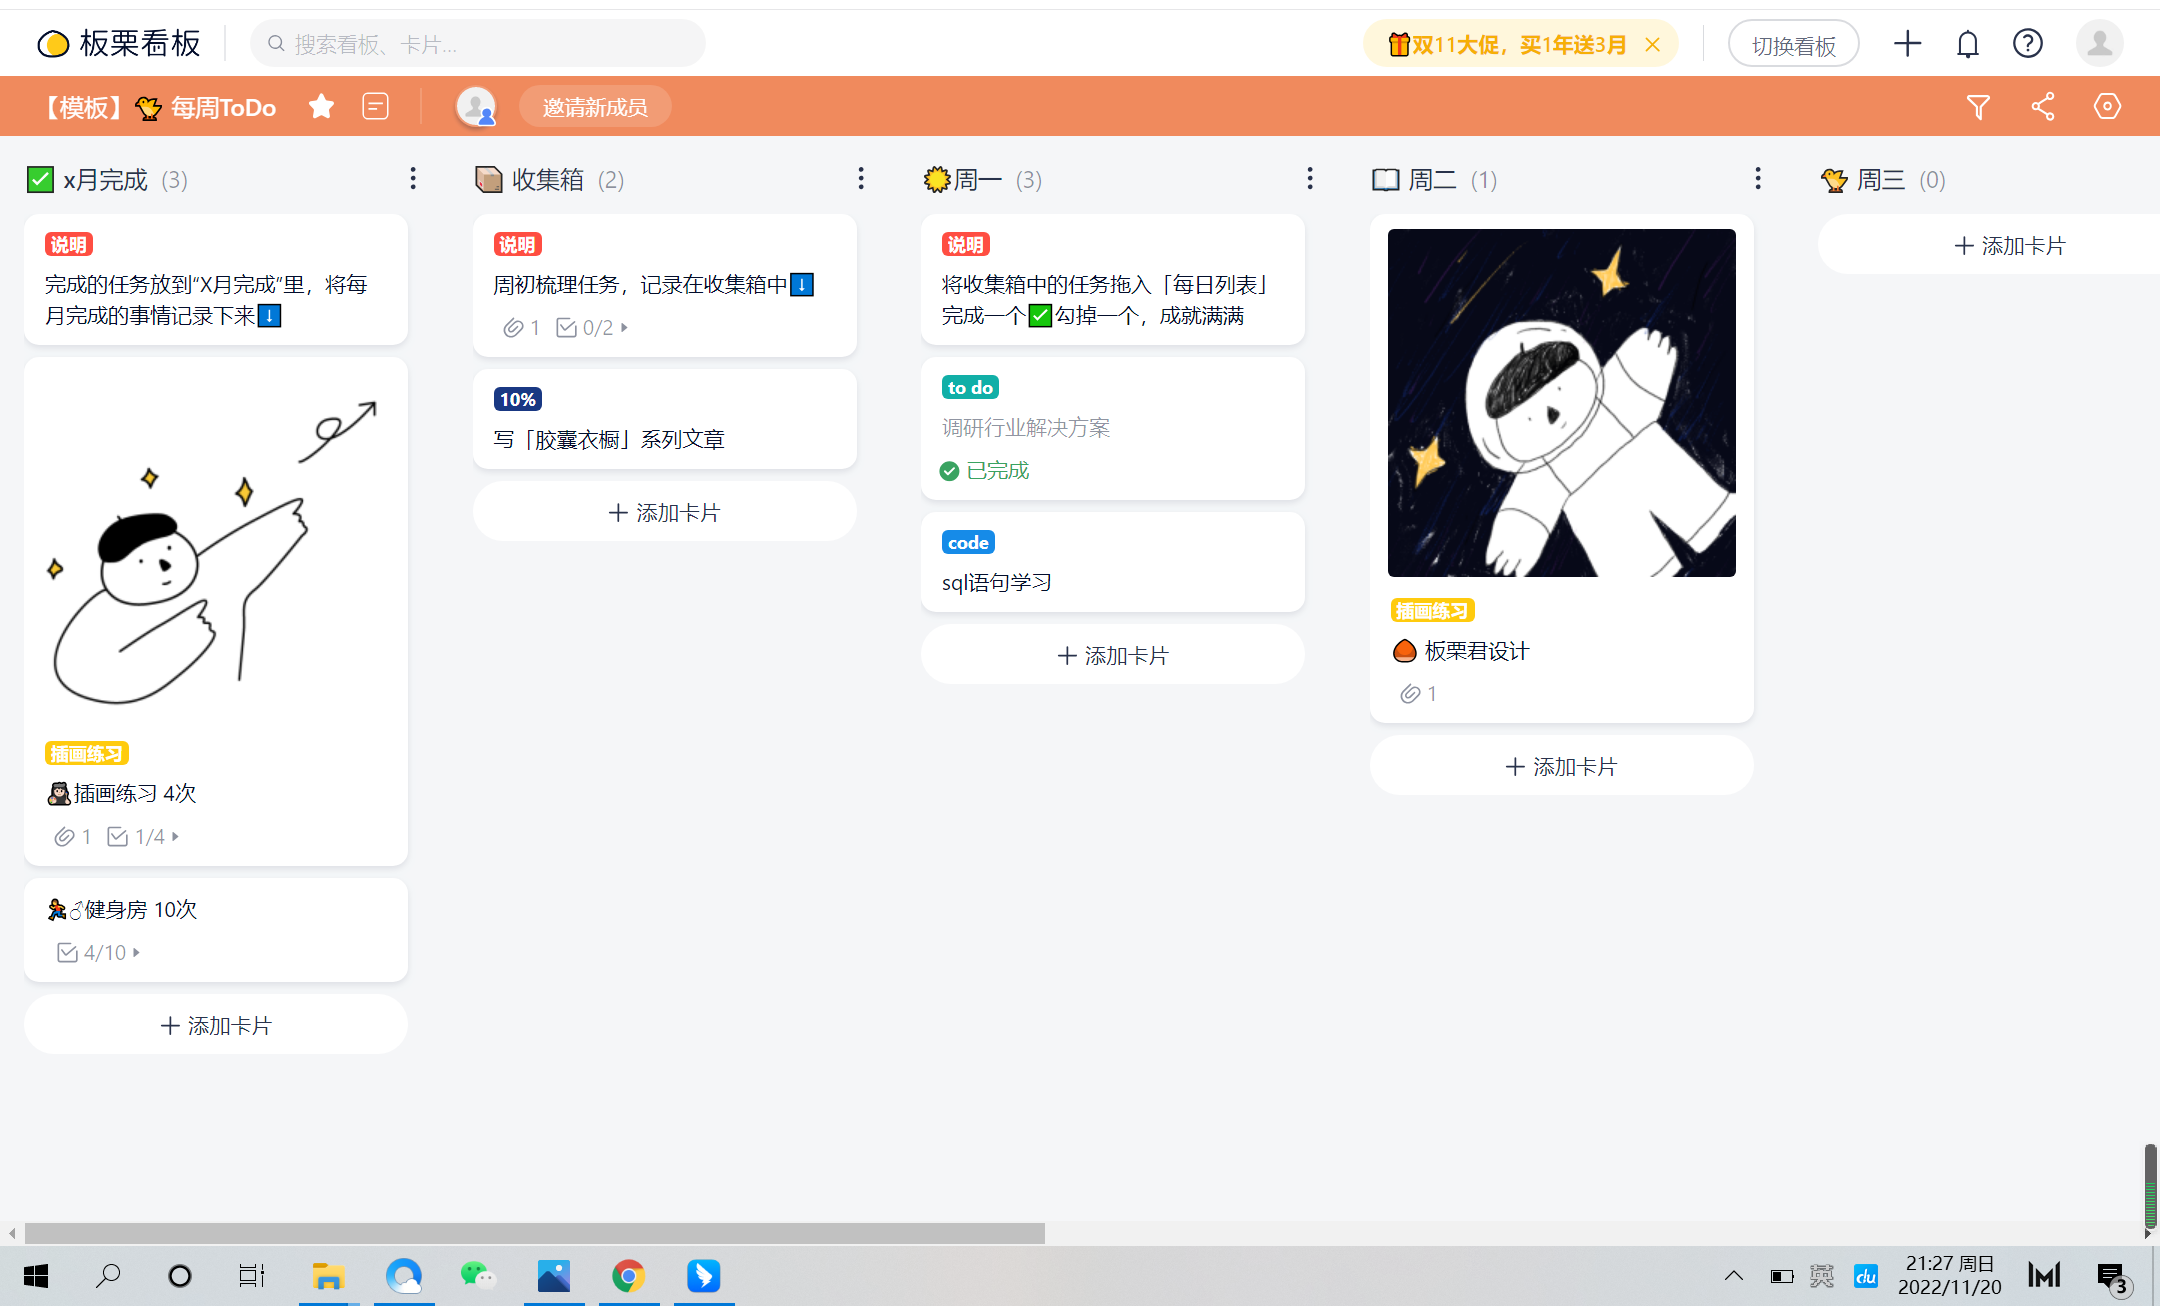 板栗看板
搜索看板、卡片...
双11大促，买1年送3月
切换看板
【模板】 每周ToDo
邀请新成员
x月完成 (3)
说明
完成的任务放到“X月完成”里，将每
月完成的事情记录下来
插画练习
插画练习 4次
1
1/4
♂健身房 10次
4/10
添加卡片
收集箱 (2)
说明
周初梳理任务，记录在收集箱中
1
0/2
10%
写「胶囊衣橱」系列文章
添加卡片
周一 (3)
说明
将收集箱中的任务拖入「每日列表」
完成一个✅勾掉一个，成就满满
to do
调研行业解决方案
已完成
code
sql语句学习
添加卡片
周二 (1)
插画练习
板栗君设计
1
添加卡片
周三 (0)
添加卡片
英
du
21:27 周日
2022/11/20
3